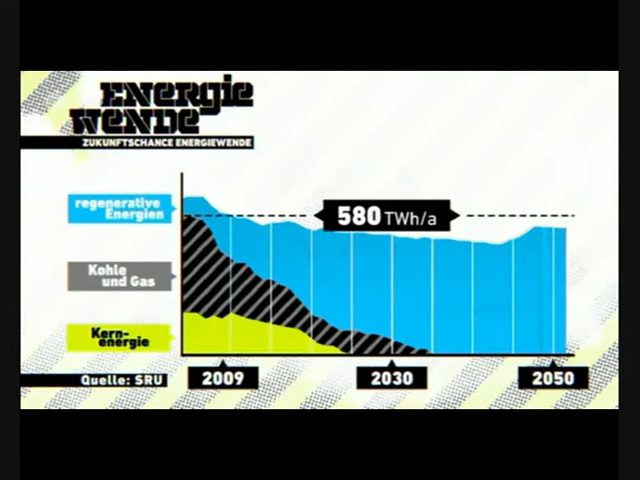 ENERGIE
WENDE
ZUKUNFTSCHANCE ENERGIEWENDE
regenerative
Energien
580 TWh/a
Kohle
und Gas
Kern-
energie
Quelle: SRU
2009
2030
2050